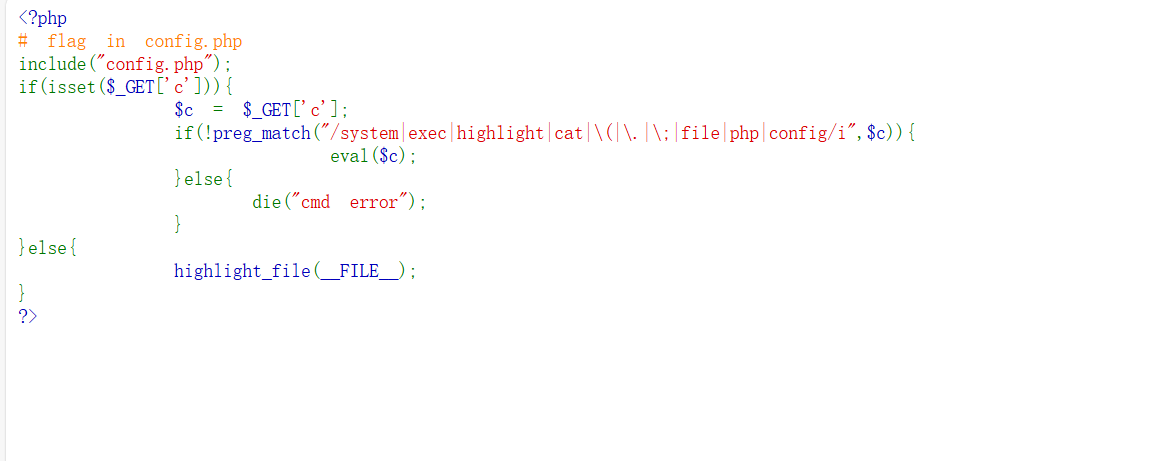 <?php
# flag in config.php
include("config.php");
if(isset($_GET['c'])){
$c = $_GET['c'];
if(!preg_match("/system|exec|highlight|cat|\(|\.|\;|file|php|config/i",$c)){
eval($c);
}else{
die("cmd error");
}
}else{
highlight_file(__FILE__);
}
?>